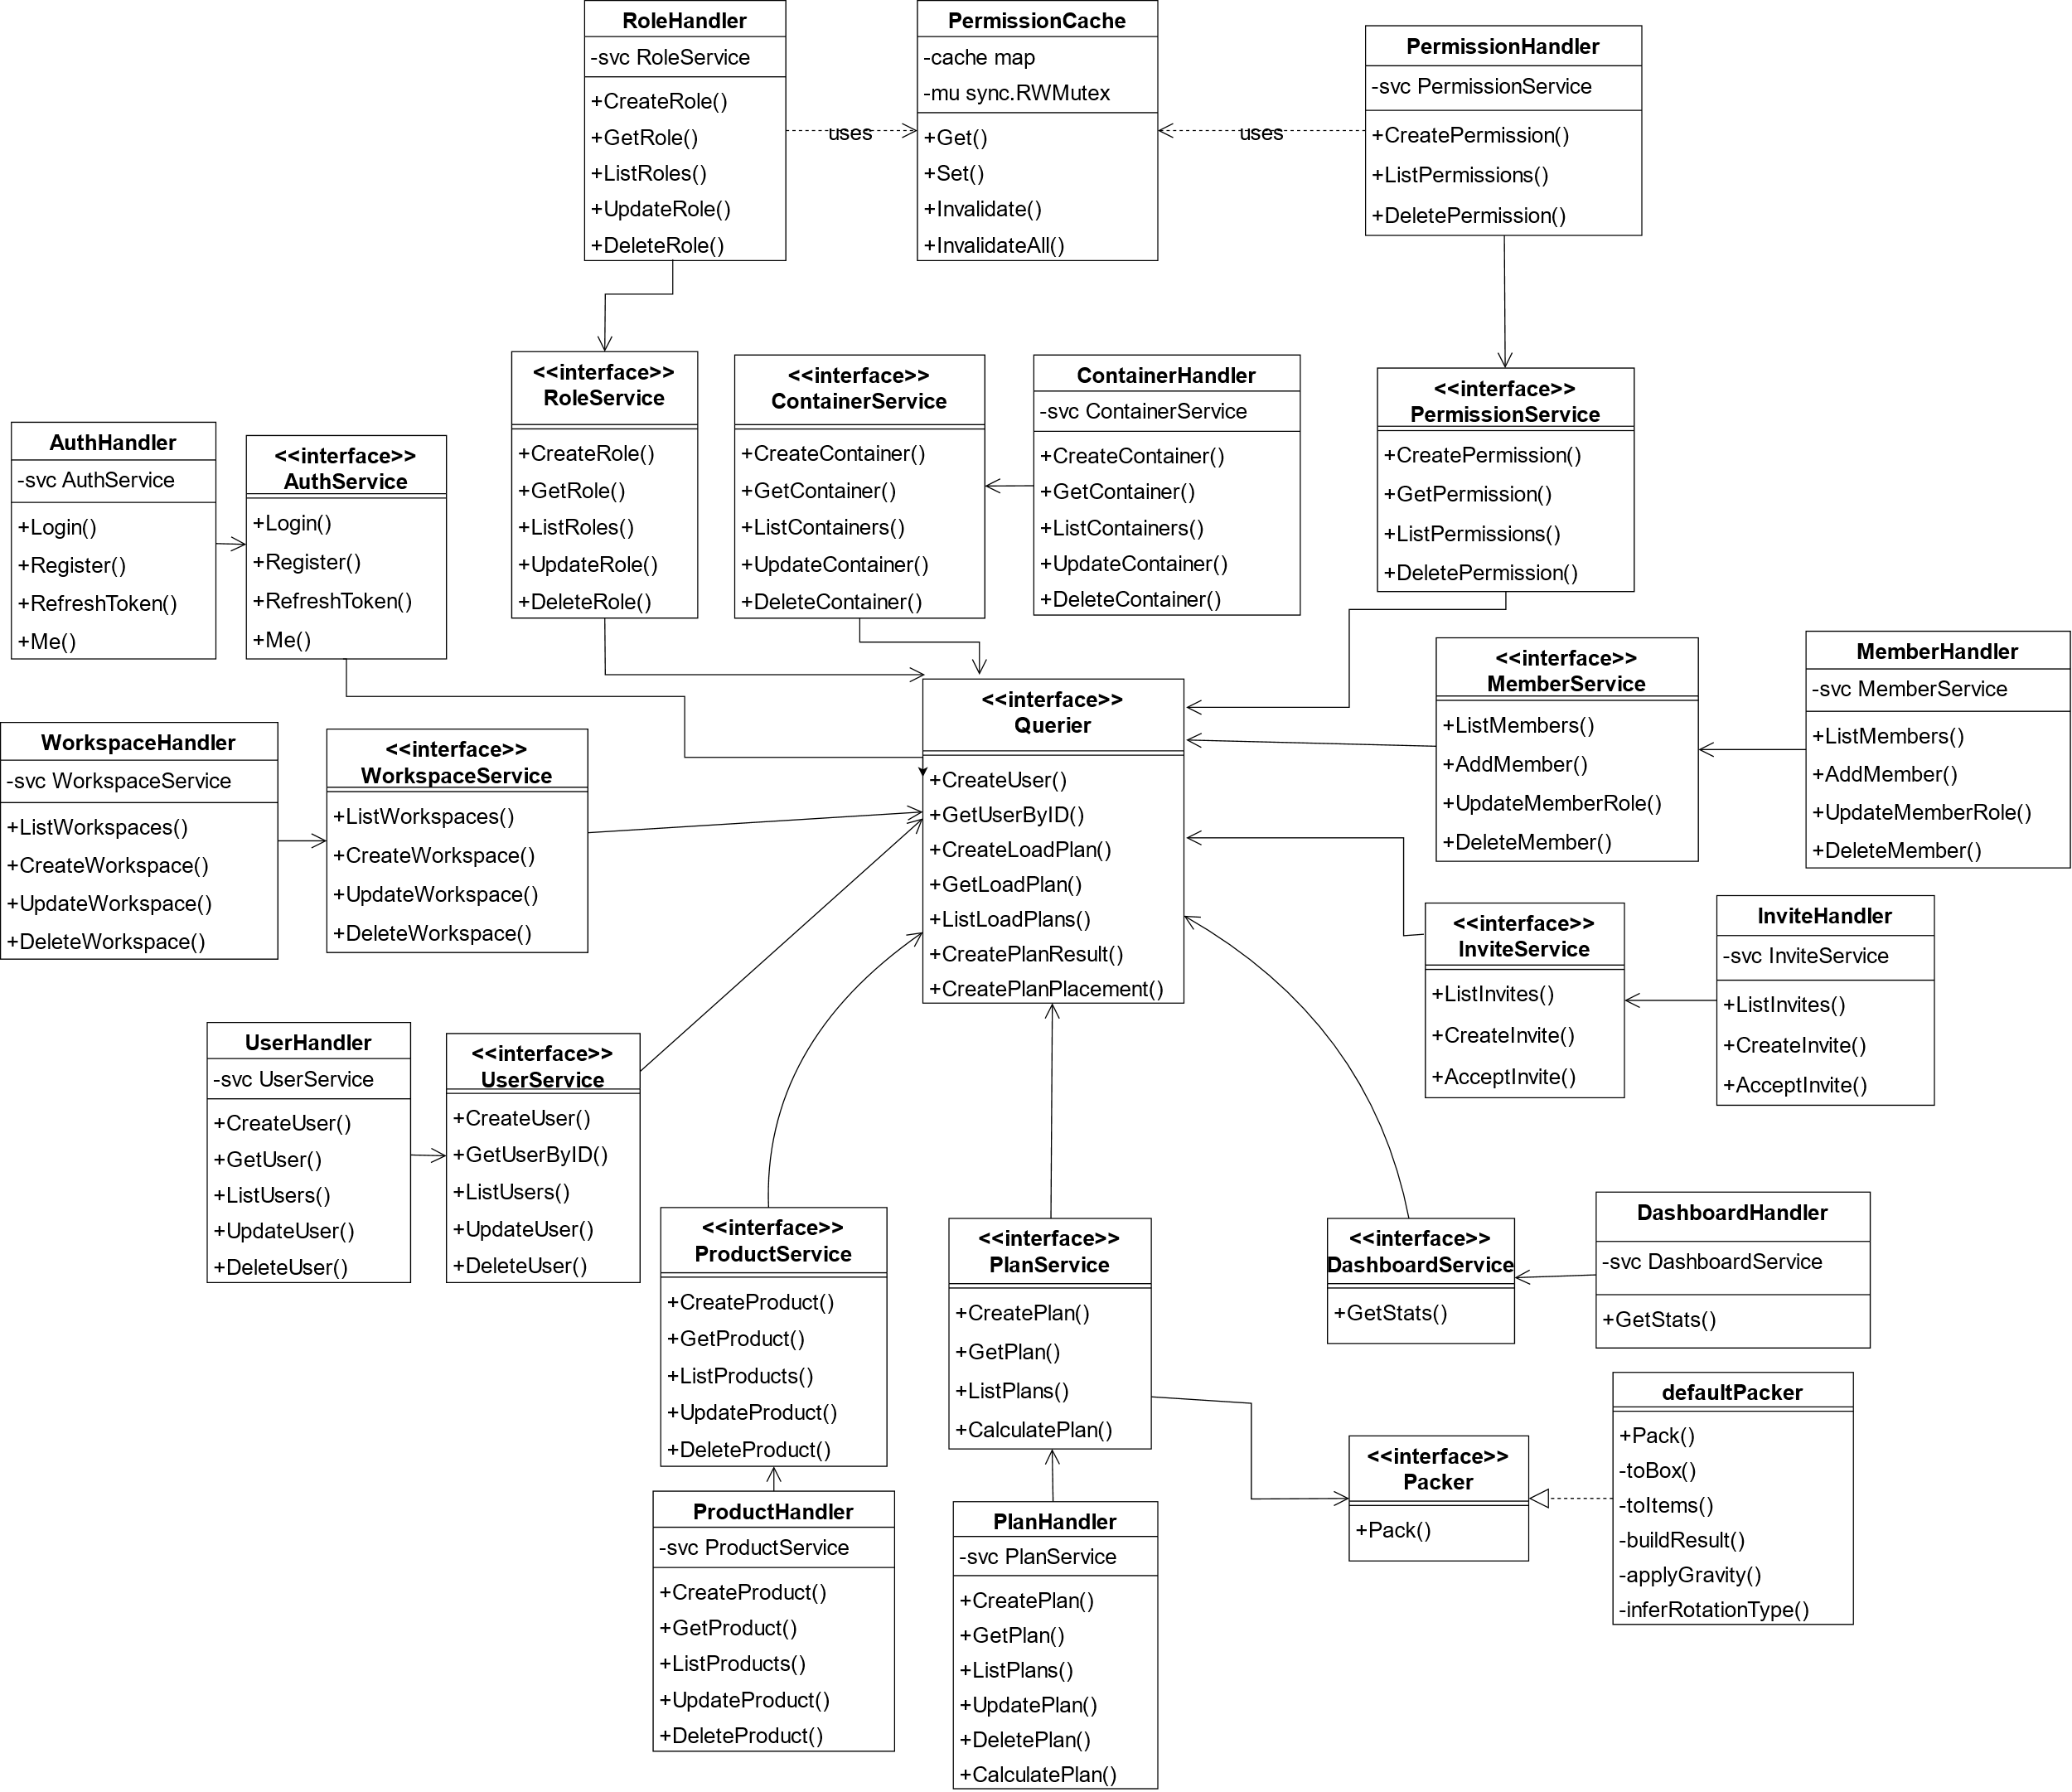 RoleHandler
-svc RoleService
+CreateRole()
+GetRole()
+ListRoles()
+UpdateRole()
+DeleteRole()
uses
PermissionCache
-cache map
-mu sync.RWMutex
+Get()
+Set()
+Invalidate()
+InvalidateAll()
uses
PermissionHandler
-svc PermissionService
+CreatePermission()
+ListPermissions()
+DeletePermission()
<<interface>>
RoleService
+CreateRole()
+GetRole()
+ListRoles()
+UpdateRole()
+DeleteRole()
<<interface>>
ContainerService
+CreateContainer()
+GetContainer()
+ListContainers()
+UpdateContainer()
+DeleteContainer()
ContainerHandler
-svc ContainerService
+CreateContainer()
+GetContainer()
+ListContainers()
+UpdateContainer()
+DeleteContainer()
<<interface>>
PermissionService
+CreatePermission()
+GetPermission()
+ListPermissions()
+DeletePermission()
AuthHandler
-svc AuthService
+Login()
+Register()
+RefreshToken()
+Me()
<<interface>>
AuthService
+Login()
+Register()
+RefreshToken()
+Me()
<<interface>>
MemberService
+ListMembers()
+AddMember()
+UpdateMemberRole()
+DeleteMember()
MemberHandler
-svc MemberService
+ListMembers()
+AddMember()
+UpdateMemberRole()
+DeleteMember()
WorkspaceHandler
-svc WorkspaceService
+ListWorkspaces()
+CreateWorkspace()
+UpdateWorkspace()
+DeleteWorkspace()
<<interface>>
WorkspaceService
+ListWorkspaces()
+CreateWorkspace()
+UpdateWorkspace()
+DeleteWorkspace()
<<interface>>
Querier
+CreateUser()
+GetUserByID()
+CreateLoadPlan()
+GetLoadPlan()
+ListLoadPlans()
+CreatePlanResult()
+CreatePlanPlacement()
<<interface>>
InviteService
+ListInvites()
+CreateInvite()
+AcceptInvite()
InviteHandler
-svc InviteService
+ListInvites()
+CreateInvite()
+AcceptInvite()
UserHandler
-svc UserService
+CreateUser()
+GetUser()
+ListUsers()
+UpdateUser()
+DeleteUser()
<<interface>>
UserService
+CreateUser()
+GetUserByID()
+ListUsers()
+UpdateUser()
+DeleteUser()
<<interface>>
ProductService
+CreateProduct()
+GetProduct()
+ListProducts()
+UpdateProduct()
+DeleteProduct()
<<interface>>
PlanService
+CreatePlan()
+GetPlan()
+ListPlans()
+CalculatePlan()
<<interface>>
DashboardService
+GetStats()
DashboardHandler
-svc DashboardService
+GetStats()
<<interface>>
Packer
+Pack()
defaultPacker
+Pack()
-toBox()
-toItems()
-buildResult()
-applyGravity()
-inferRotationType()
ProductHandler
-svc ProductService
+CreateProduct()
+GetProduct()
+ListProducts()
+UpdateProduct()
+DeleteProduct()
PlanHandler
-svc PlanService
+CreatePlan()
+GetPlan()
+ListPlans()
+UpdatePlan()
+DeletePlan()
+CalculatePlan()